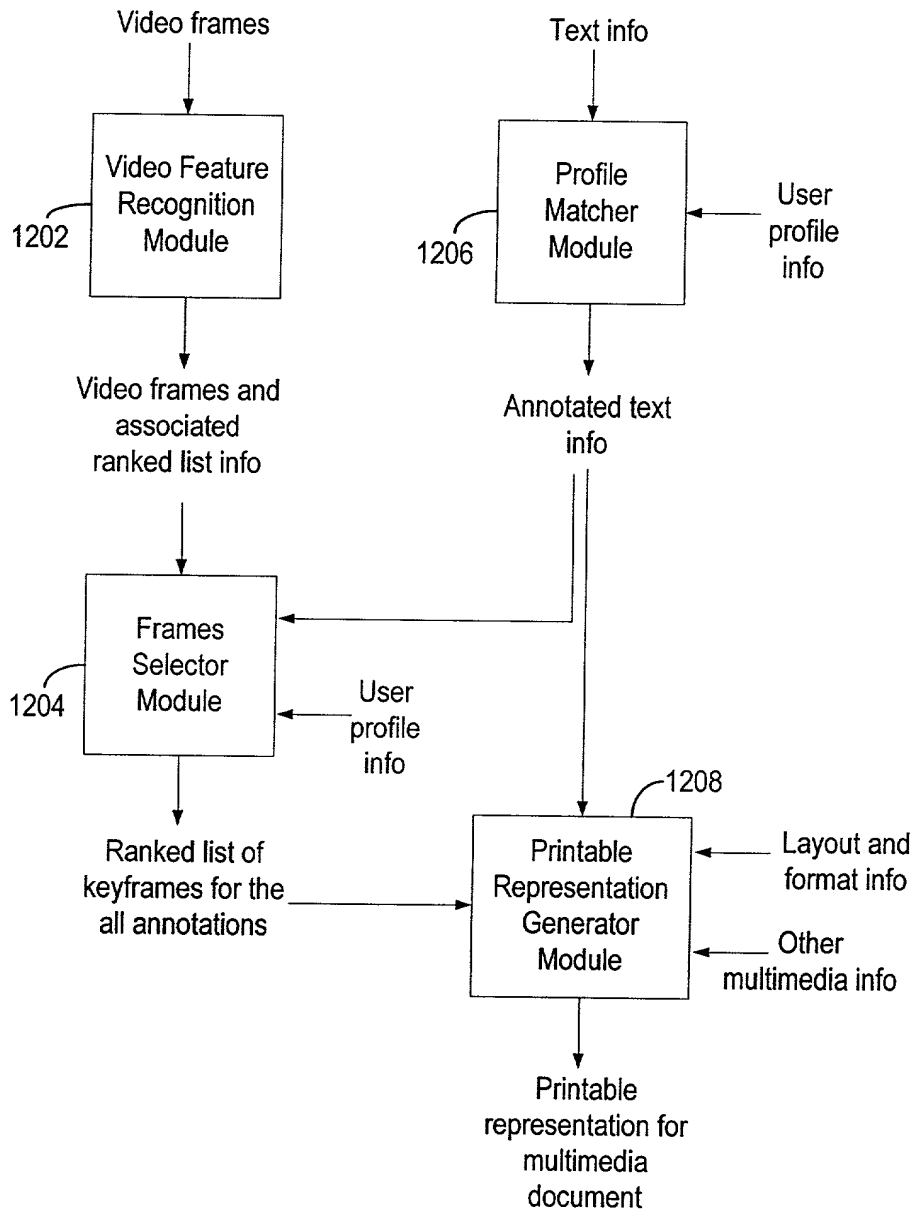 Video frames
Text info
Video Feature
Recognition
Module
1202
Profile
Matcher
Module
1206
User
profile
info
Video frames and
associated
ranked list info
Annotated text
info
Frames
Selector
Module
1204
User
profile
info
1208
Ranked list of
keyframes for the
all annotations
Printable
Representation
Generator
Module
Layout and
format info
Other
multimedia info
Printable
representation for
multimedia
document